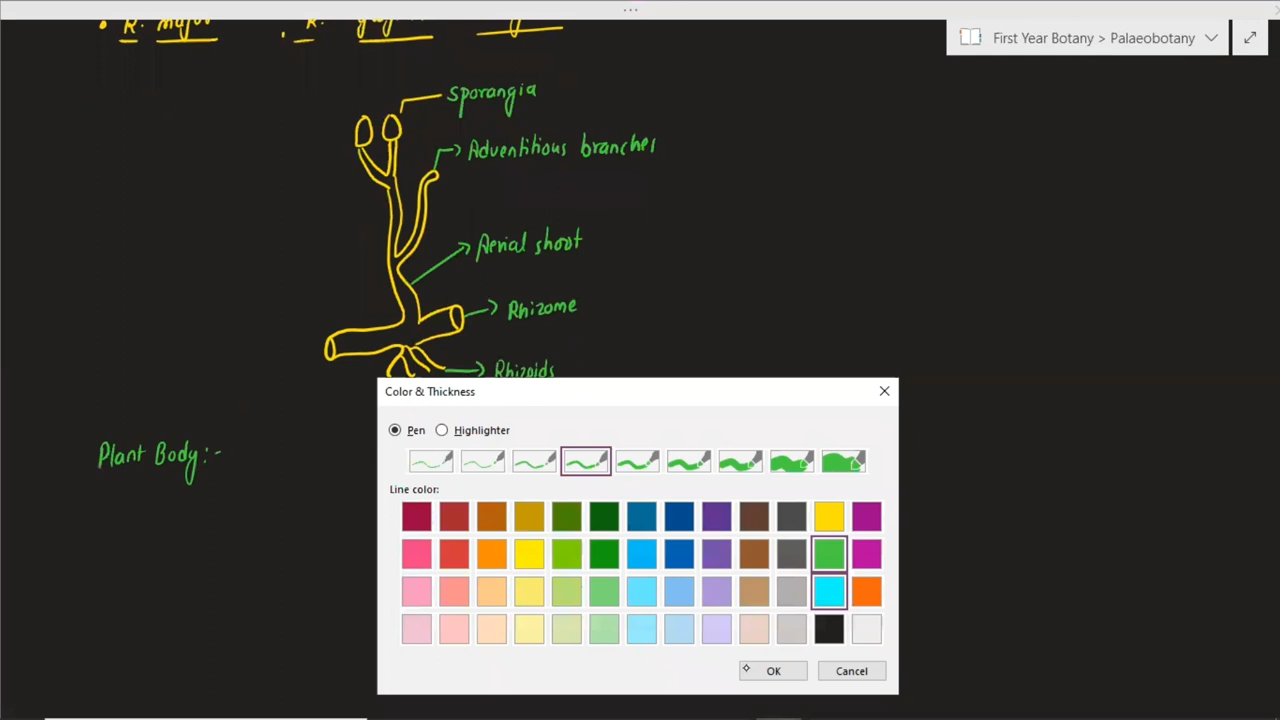 R. major R.
First Year Botany > Palaeobotany
sporangia
Adventitious branches
Aerial shoot
Rhizome
Rhizoids
Color & Thickness
Pen Highlighter
Plant Body:-
Line color:
OK Cancel